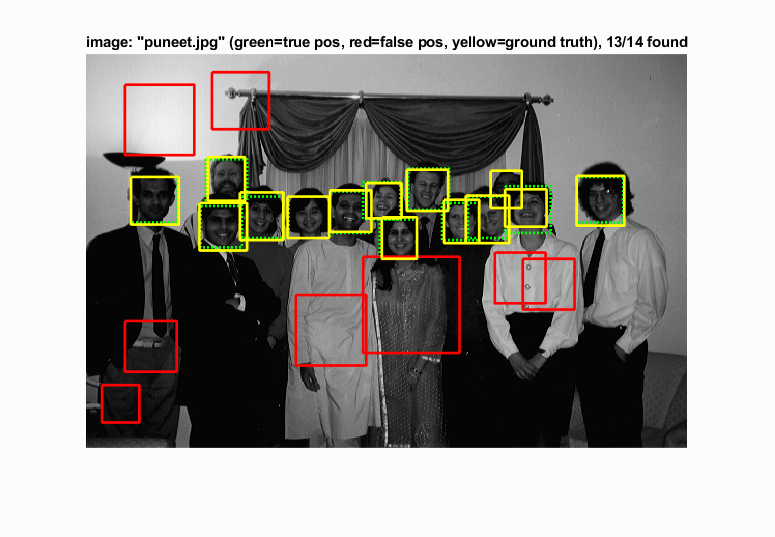 image: "puneet.jpg" (green=true pos, red=false pos, yellow=ground truth), 13/14 found